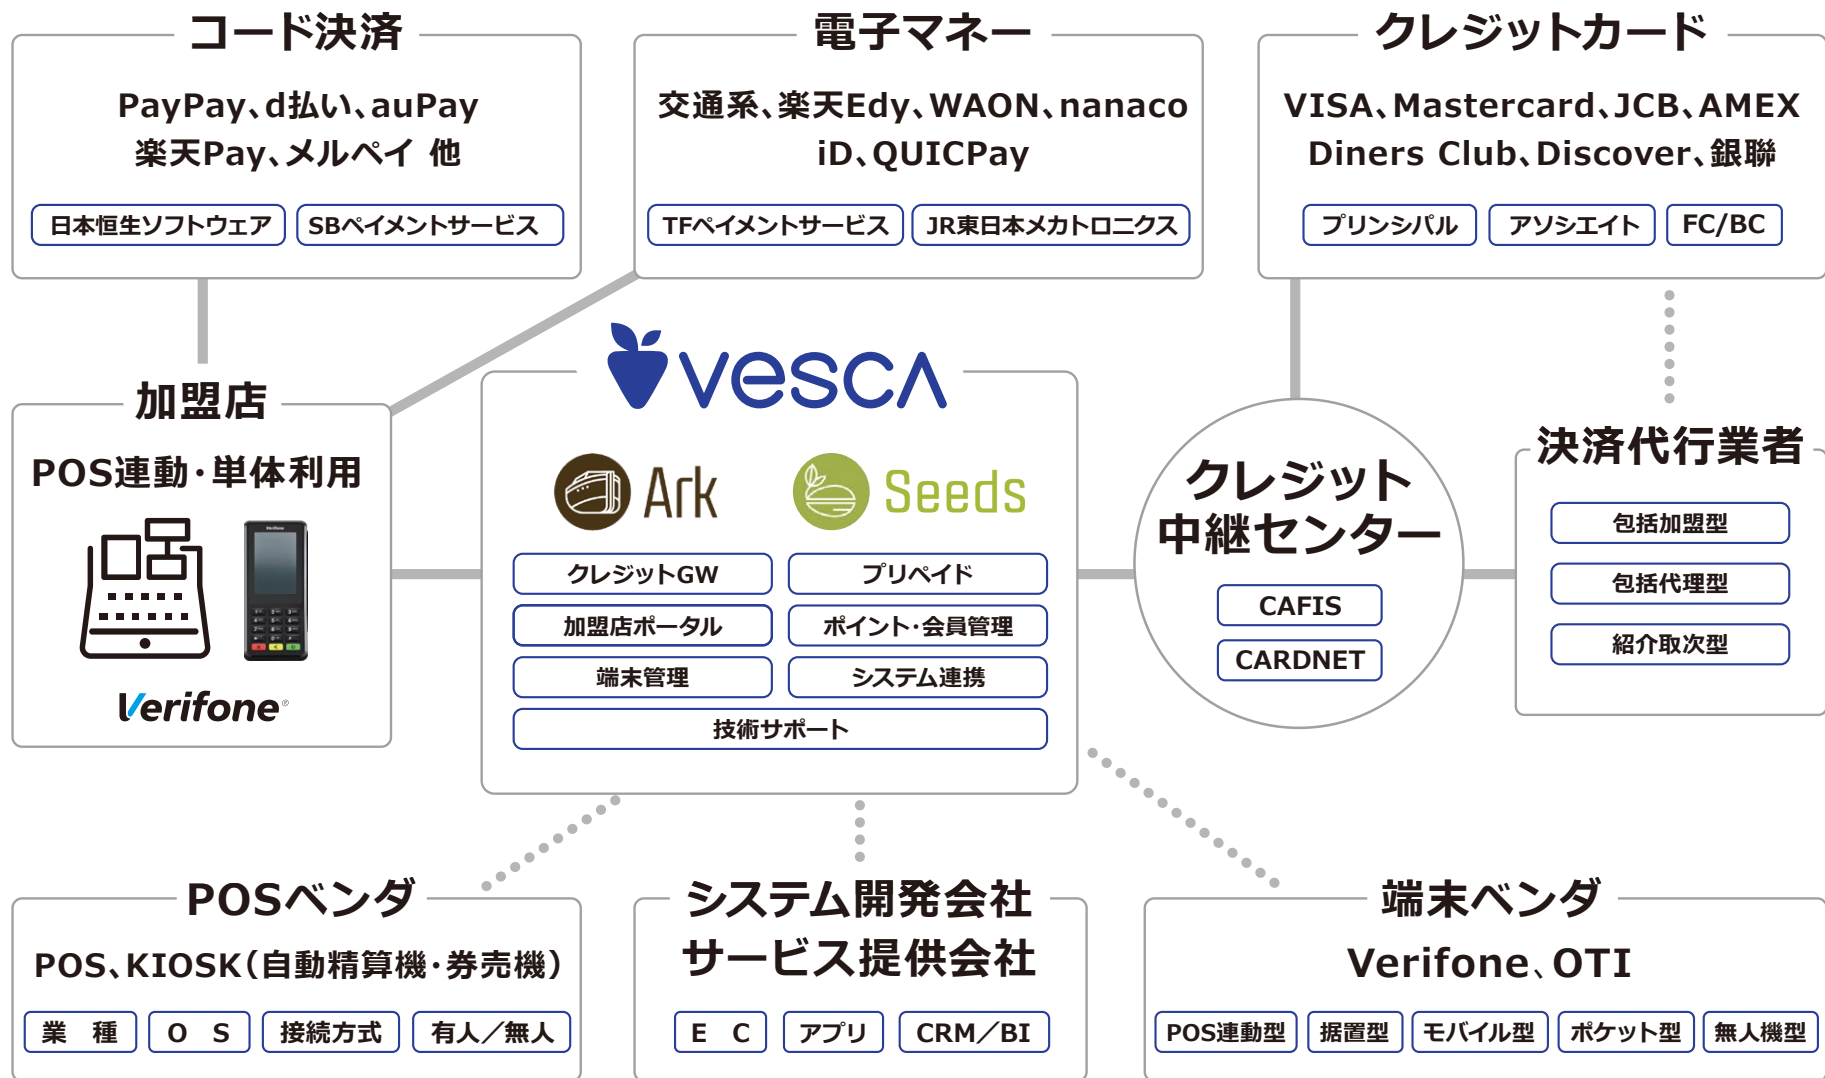 コード決済
PayPay、d払い、auPay
楽天Pay、メルペイ 他
日本恒生ソフトウェア
SBペイメントサービス
電子マネー
交通系、楽天Edy、WAON、nanaco
iD、QUICPay
TFペイメントサービス
JR東日本メカトロニクス
クレジットカード
VISA、Mastercard、JCB、AMEX
Diners Club、Discover、銀聯
プリンシパル
アソシエイト
FC/BC
加盟店
POS連動・単体利用
Verifone
Verifone®
vesca
Ark
Seeds
クレジットGW
プリペイド
加盟店ポータル
ポイント・会員管理
端末管理
システム連携
技術サポート
クレジット
中継センター
CAFIS
CARDNET
決済代行業者
包括加盟型
包括代理型
紹介取次型
POSベンダ
POS、KIOSK（自動精算機・券売機）
業 種
O S
接続方式
有人／無人
システム開発会社
サービス提供会社
E C
アプリ
CRM／BI
端末ベンダ
Verifone、OTI
POS連動型
据置型
モバイル型
ポケット型
無人機型